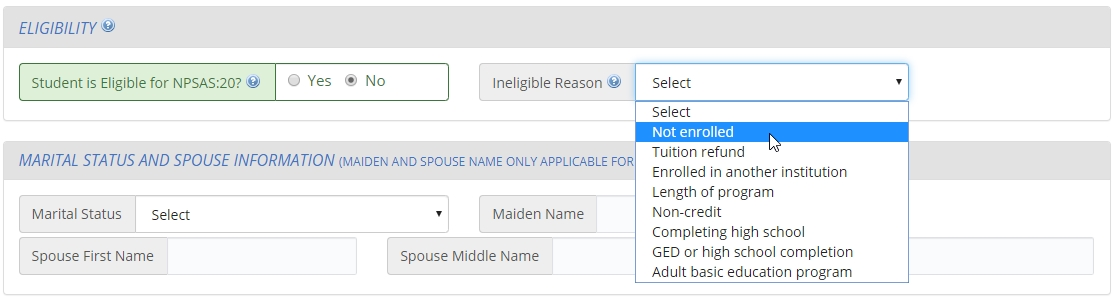 ELIGIBILITY ?
Student is Eligible for NPSAS:20? ? Yes No Ineligible Reason ? Select
Select
Not enrolled
Tuition refund
Enrolled in another institution
Length of program
Non-credit
Completing high school
GED or high school completion
Adult basic education program
MARITAL STATUS AND SPOUSE INFORMATION (MAIDEN AND SPOUSE NAME ONLY APPLICABLE FOR
Marital Status Select Maiden Name
Spouse First Name Spouse Middle Name